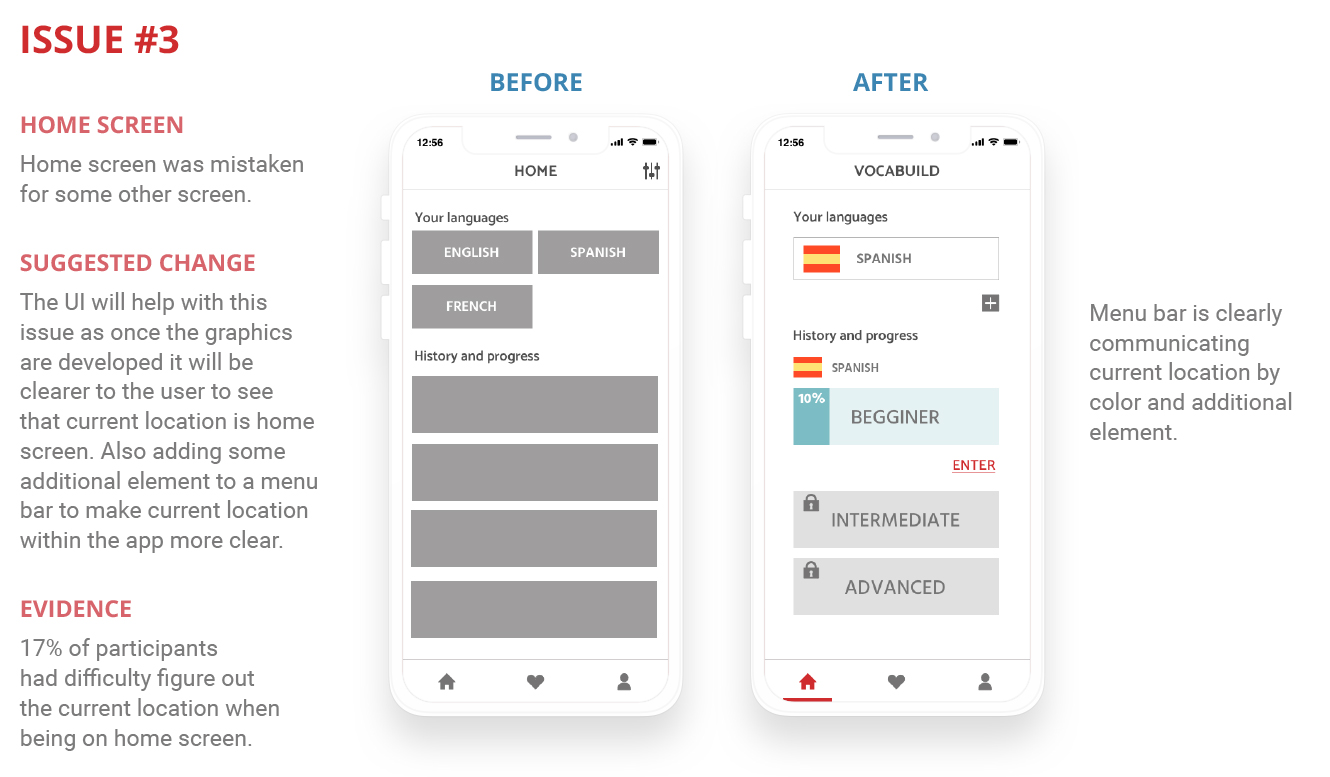 ISSUE #3
HOME SCREEN
Home screen was mistaken
for some other screen.
SUGGESTED CHANGE
The UI will help with this
issue as once the graphics
are developed it will be
clearer to the user to see
that current location is home
screen. Also adding some
additional element to a menu
bar to make current location
within the app more clear.
EVIDENCE
17% of participants
had difficulty figure out
the current location when
being on home screen.
BEFORE
12:56
HOME
Your languages
ENGLISH
SPANISH
FRENCH
History and progress
AFTER
12:56
VOCABUILD
Your languages
SPANISH
History and progress
SPANISH
10%
BEGGINER
ENTER
INTERMEDIATE
ADVANCED
Menu bar is clearly
communicating
current location by
color and additional
element.